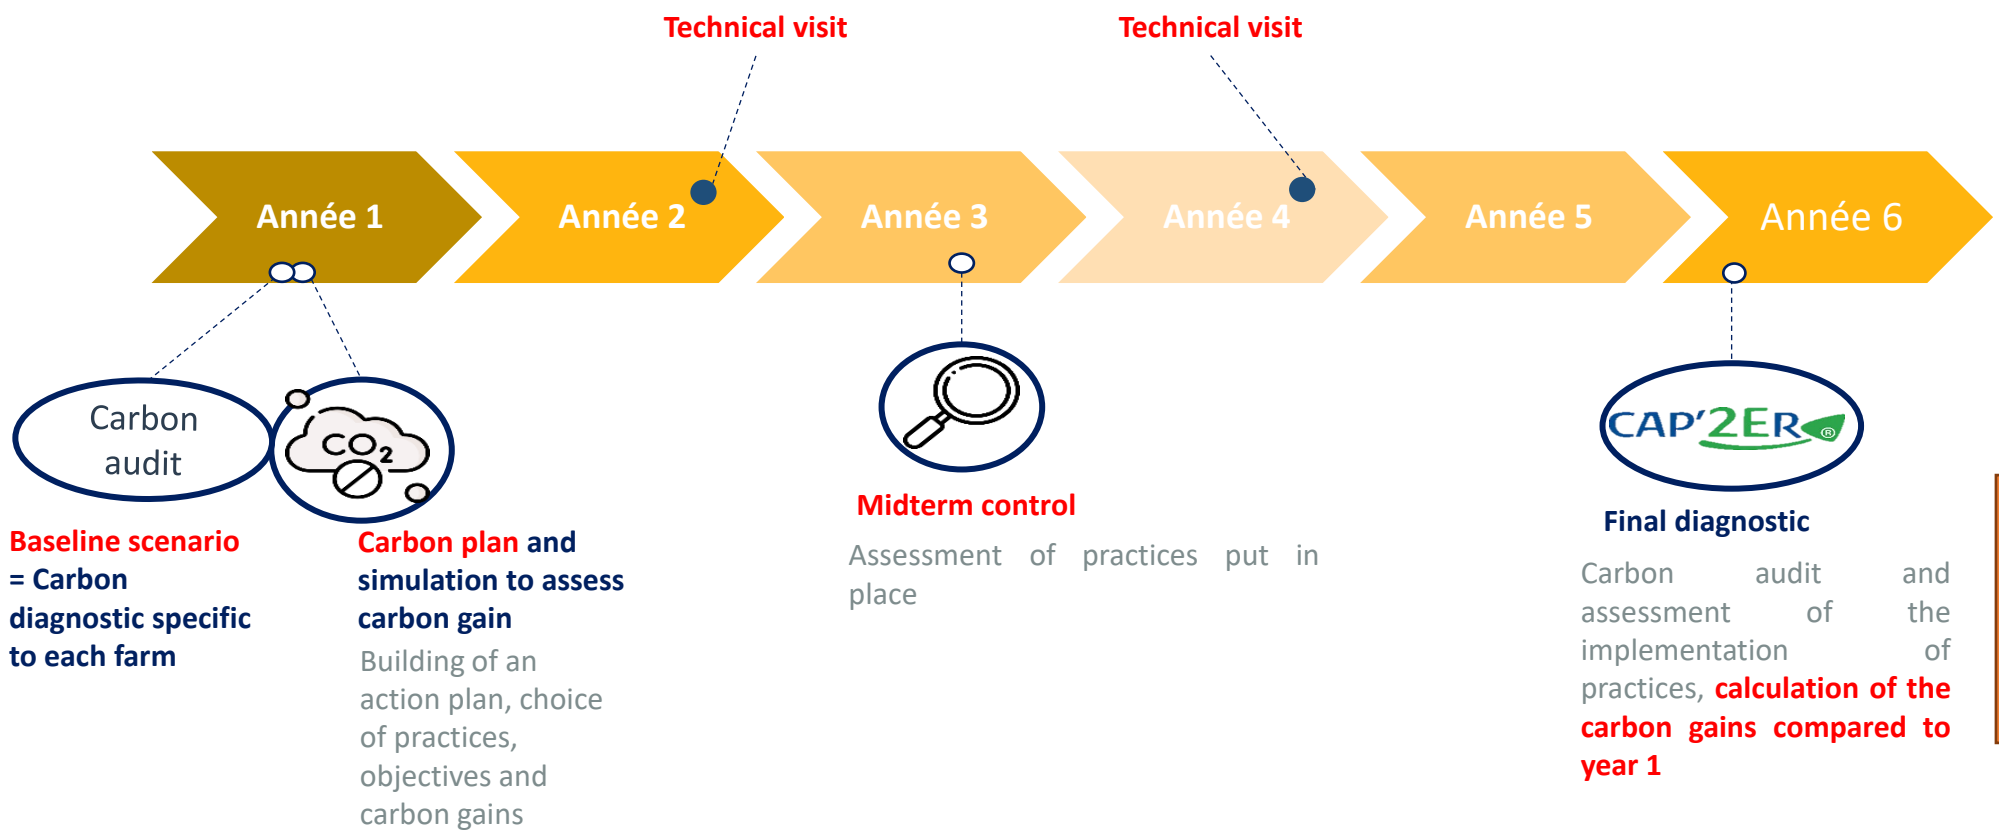 Technical visit
Technical visit
Année 1
Année 2
Année 3
Année 4
Année 5
Année 6
Carbon
audit
CO2
CAP'2ER®
Baseline scenario
= Carbon
diagnostic specific
to each farm
Carbon plan and
simulation to assess
carbon gain
Building of an
action plan, choice
of practices,
objectives and
carbon gains
Midterm control
Assessment of practices put in
place
Final diagnostic
Carbon audit and
assessment of the
implementation of
practices, calculation of the
carbon gains compared to
year 1